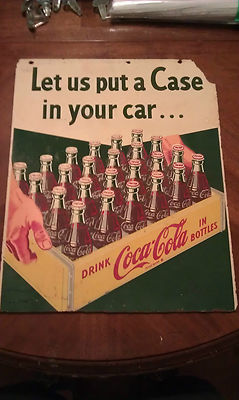 Let us put a Case
in your car...
DRINK Coca-Cola IN BOTTLES